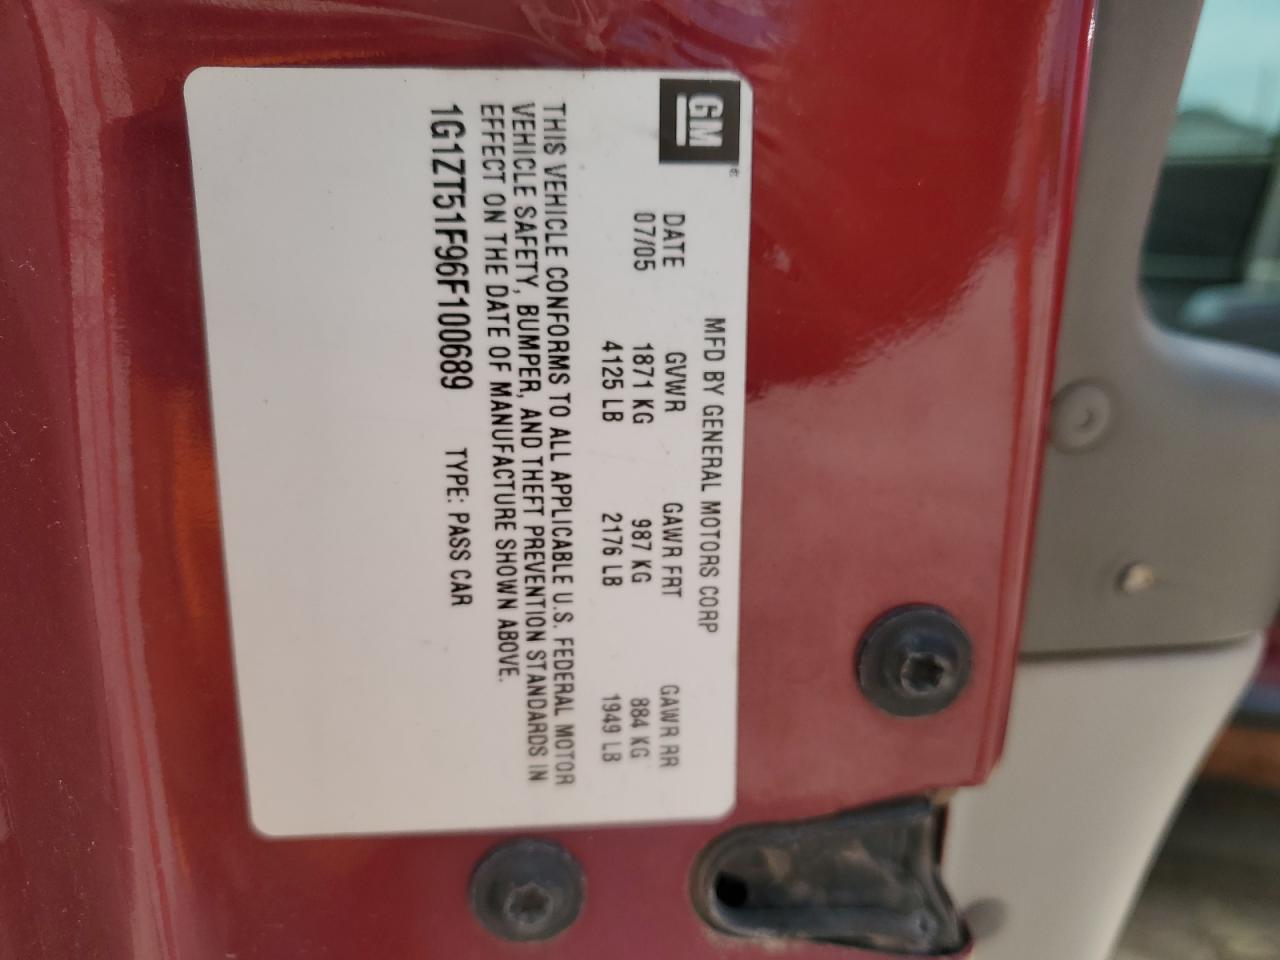 GM
MFD BY GENERAL MOTORS CORP
DATE GVWR GAWR FRT GAWR RR
07/05 1871 KG 987 KG 884 KG
4125 LB 2176 LB 1949 LB
THIS VEHICLE CONFORMS TO ALL APPLICABLE U.S. FEDERAL MOTOR
VEHICLE SAFETY, BUMPER, AND THEFT PREVENTION STANDARDS IN
EFFECT ON THE DATE OF MANUFACTURE SHOWN ABOVE.
1G1ZT51F96F100689 TYPE: PASS CAR